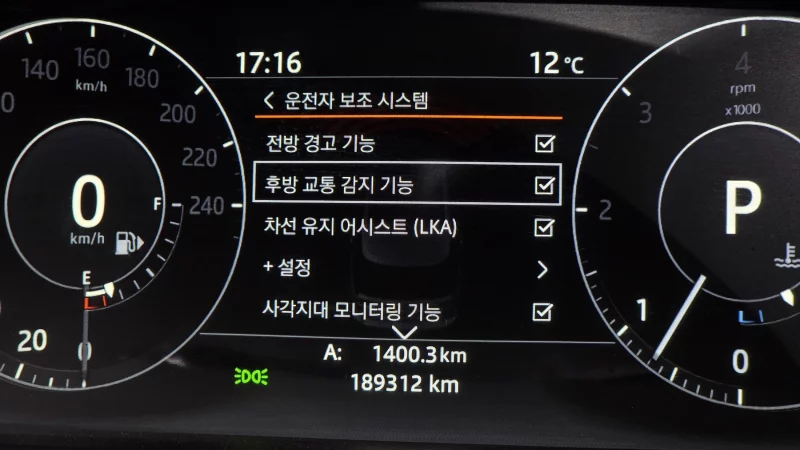 17:16
12 °C
운전자 보조 시스템
전방 경고 기능
후방 교통 감지 기능
차선 유지 어시스트 (LKA)
+ 설정
사각지대 모니터링 기능
A: 1400.3 km
189312 km
140
160
180
200
220
240
km/h
0
km/h
F
E
20
0
0
4
rpm
x1000
3
2
P
1
0